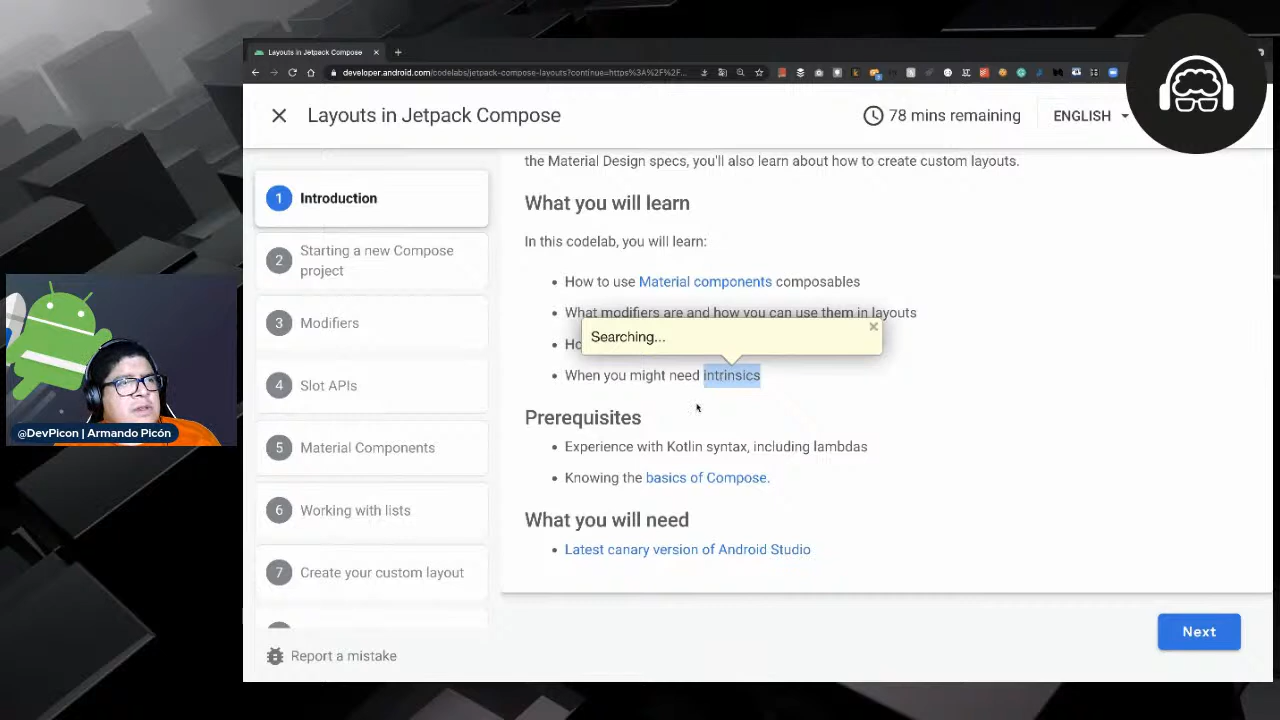 Layouts in Jetpack Compose
developer.android.com/codelabs/jetpack-compose-layouts?continue=https%3A%2F%2F...
Layouts in Jetpack Compose
78 mins remaining
ENGLISH
1 Introduction
2 Starting a new Compose
project
3 Modifiers
4 Slot APIs
5 Material Components
6 Working with lists
7 Create your custom layout
Report a mistake
the Material Design specs, you'll also learn about how to create custom layouts.
What you will learn
In this codelab, you will learn:
How to use Material components composables
What modifiers are and how you can use them in layouts
Searching...
When you might need intrinsics
Prerequisites
Experience with Kotlin syntax, including lambdas
Knowing the basics of Compose.
What you will need
Latest canary version of Android Studio
Next
@DevPicon | Armando Picón